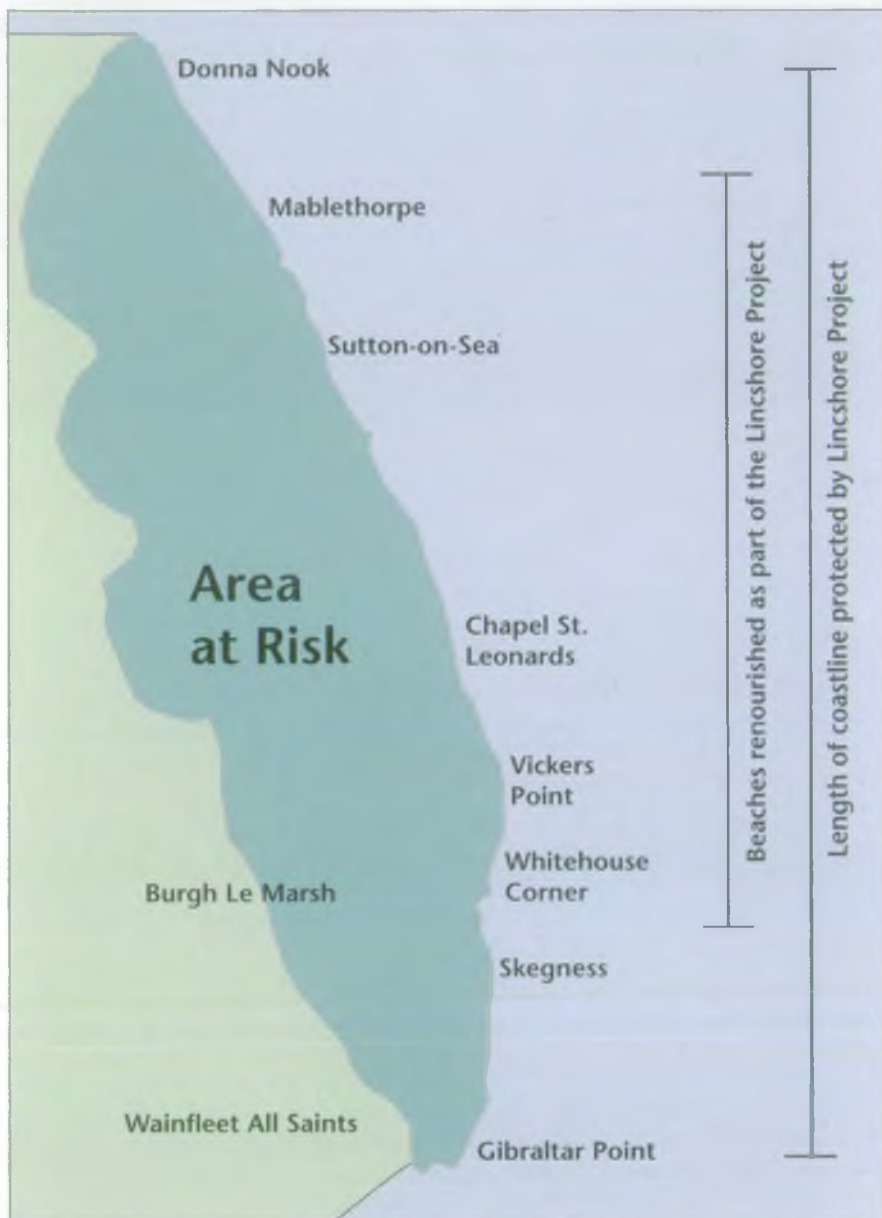 Donna Nook
Mablethorpe
Sutton-on-Sea
Area
at Risk
Chapel St.
Leonards
Vickers
Point
Whitehouse
Corner
Burgh Le Marsh
Skegness
Wainfleet All Saints
Gibraltar Point
Beaches renourished as part of the Lincshore Project
Length of coastline protected by Lincshore Project